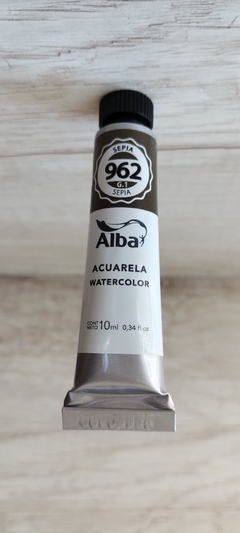 SEPIA
962
G.1
SEPIA
Alba
ACUARELA
WATERCOLOR
CONT.
NETO 10ml 0,34 fl oz